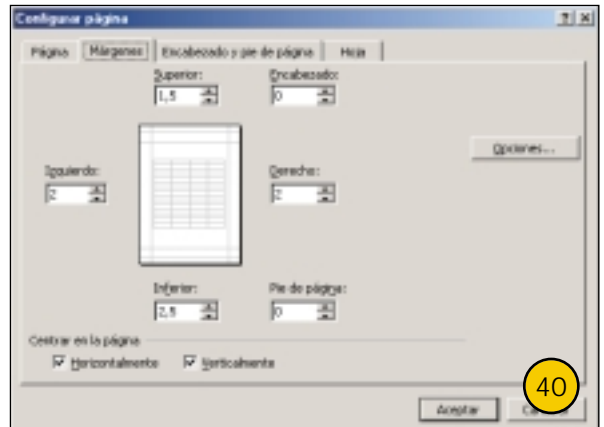 Configurar página
Página Márgenes Encabezado y pie de página Hoja
Superior: Encabezado:
1,5 0
Opciones...
Izquierdo: Derecho:
2 2
Inferior: Pie de página:
2,5 0
Centrar en la página
Horizontalmente Verticalmente
40
Aceptar